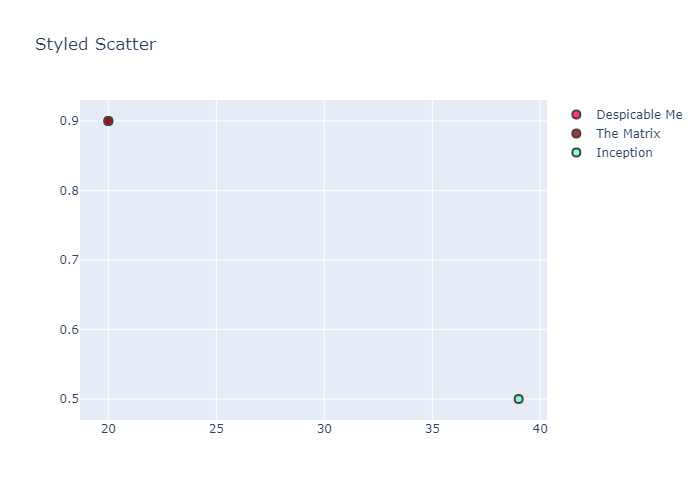 Styled Scatter
Despicable Me
The Matrix
Inception
0.9
0.8
0.7
0.6
0.5
20 25 30 35 40